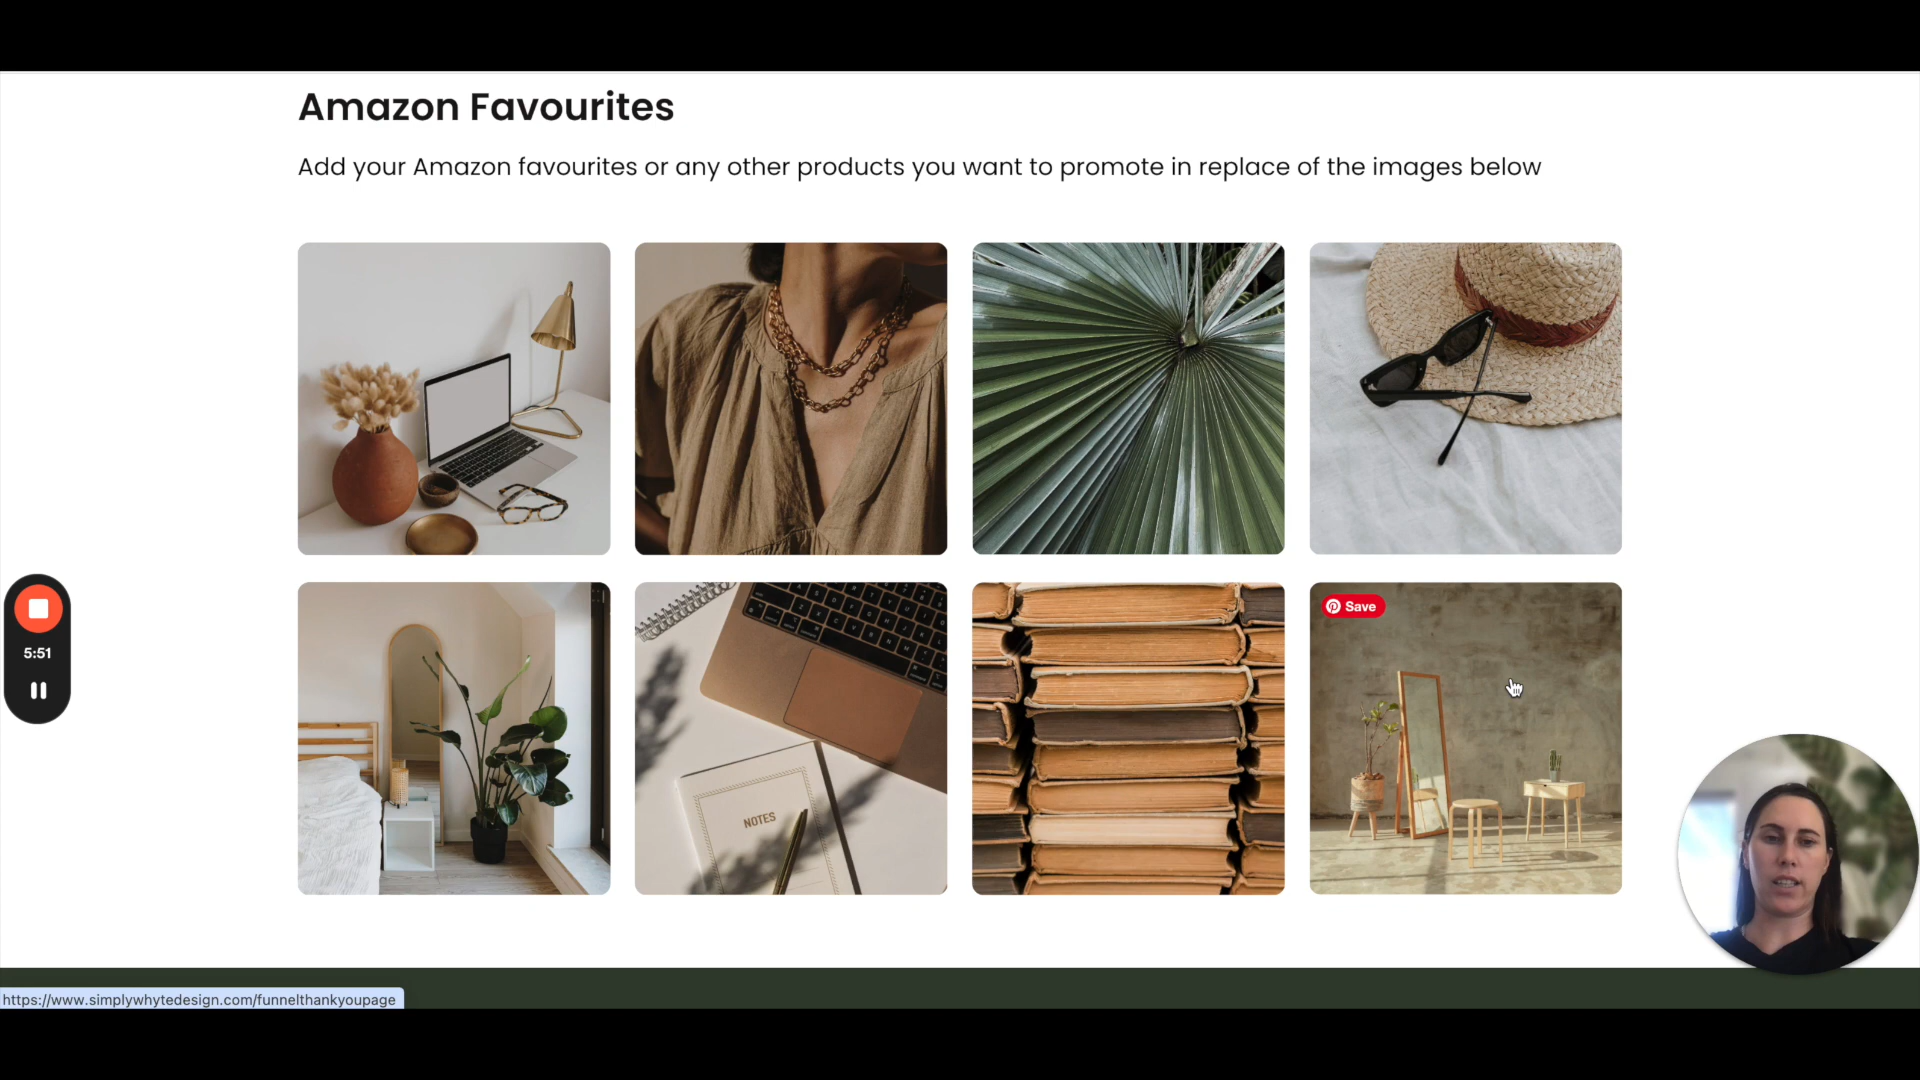 Amazon Favourites
Add your Amazon favourites or any other products you want to promote in replace of the images below
Save
5:51
NOTES
https://www.simplywhytedesign.com/funnelthankyoupage